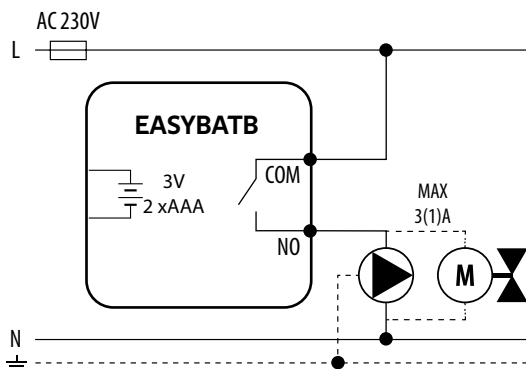 AC 230V
L
EASYBATB
COM
3V
2 xAAA
MAX
3(1)A
NO
M
N